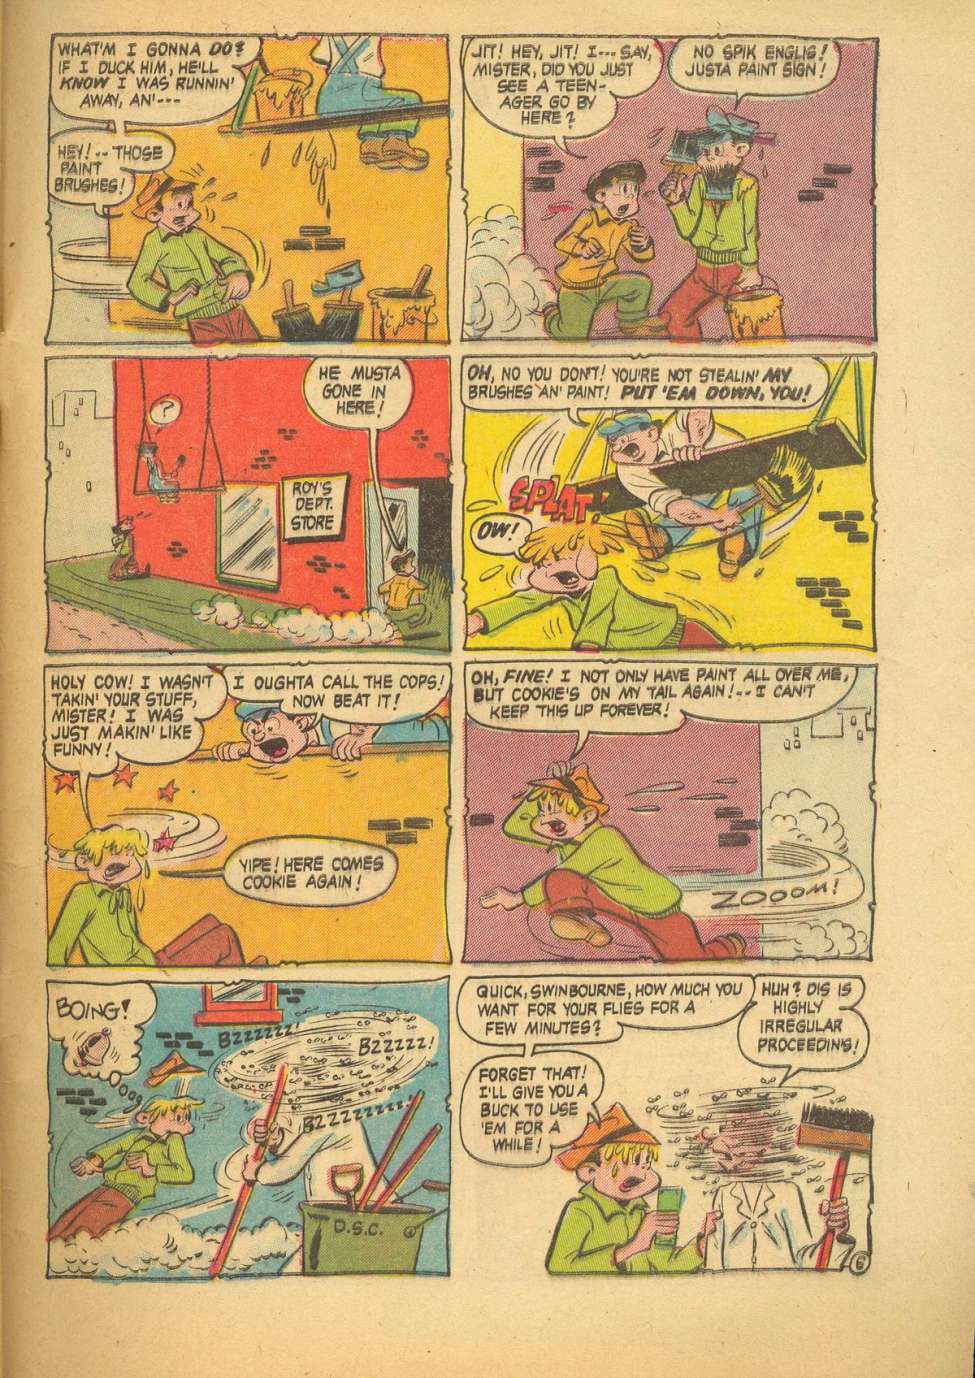 WHAT'M I GONNA DO?
IF I DUCK HIM, HE'LL
KNOW I WAS RUNNIN'
AWAY, AN'---
HEY!-- THOSE
PAINT
BRUSHES!
JIT! HEY, JIT! I--- SAY,
MISTER, DID YOU JUST
SEE A TEEN-
AGER GO BY
HERE?
NO SPIK ENGLIS!
JUSTA PAINT SIGN!
?
HE MUSTA
GONE IN
HERE!
ROY'S
DEPT.
STORE
OH, NO YOU DON'T! YOU'RE NOT STEALIN' MY
BRUSHES AN' PAINT! PUT 'EM DOWN, YOU!
SPLAT!
OW!
HOLY COW! I WASN'T
TAKIN' YOUR STUFF,
MISTER! I WAS
JUST MAKIN' LIKE
FUNNY!
I OUGHTA CALL THE COPS!
NOW BEAT IT!
YIPE! HERE COMES
COOKIE AGAIN!
OH, FINE! I NOT ONLY HAVE PAINT ALL OVER ME,
BUT COOKIE'S ON MY TAIL AGAIN!-- I CAN'T
KEEP THIS UP FOREVER!
ZOOOM!
BOING!
BZZZZZZ!
BZZZZZ!
BZZZZZZZZZ!
D.S.C.
QUICK, SWINBOURNE, HOW MUCH YOU
WANT FOR YOUR FLIES FOR A
FEW MINUTES?
HUH? DIS IS
HIGHLY
IRREGULAR
PROCEEDIN'S!
FORGET THAT!
I'LL GIVE YOU A
BUCK TO USE
'EM FOR A
WHILE!
6